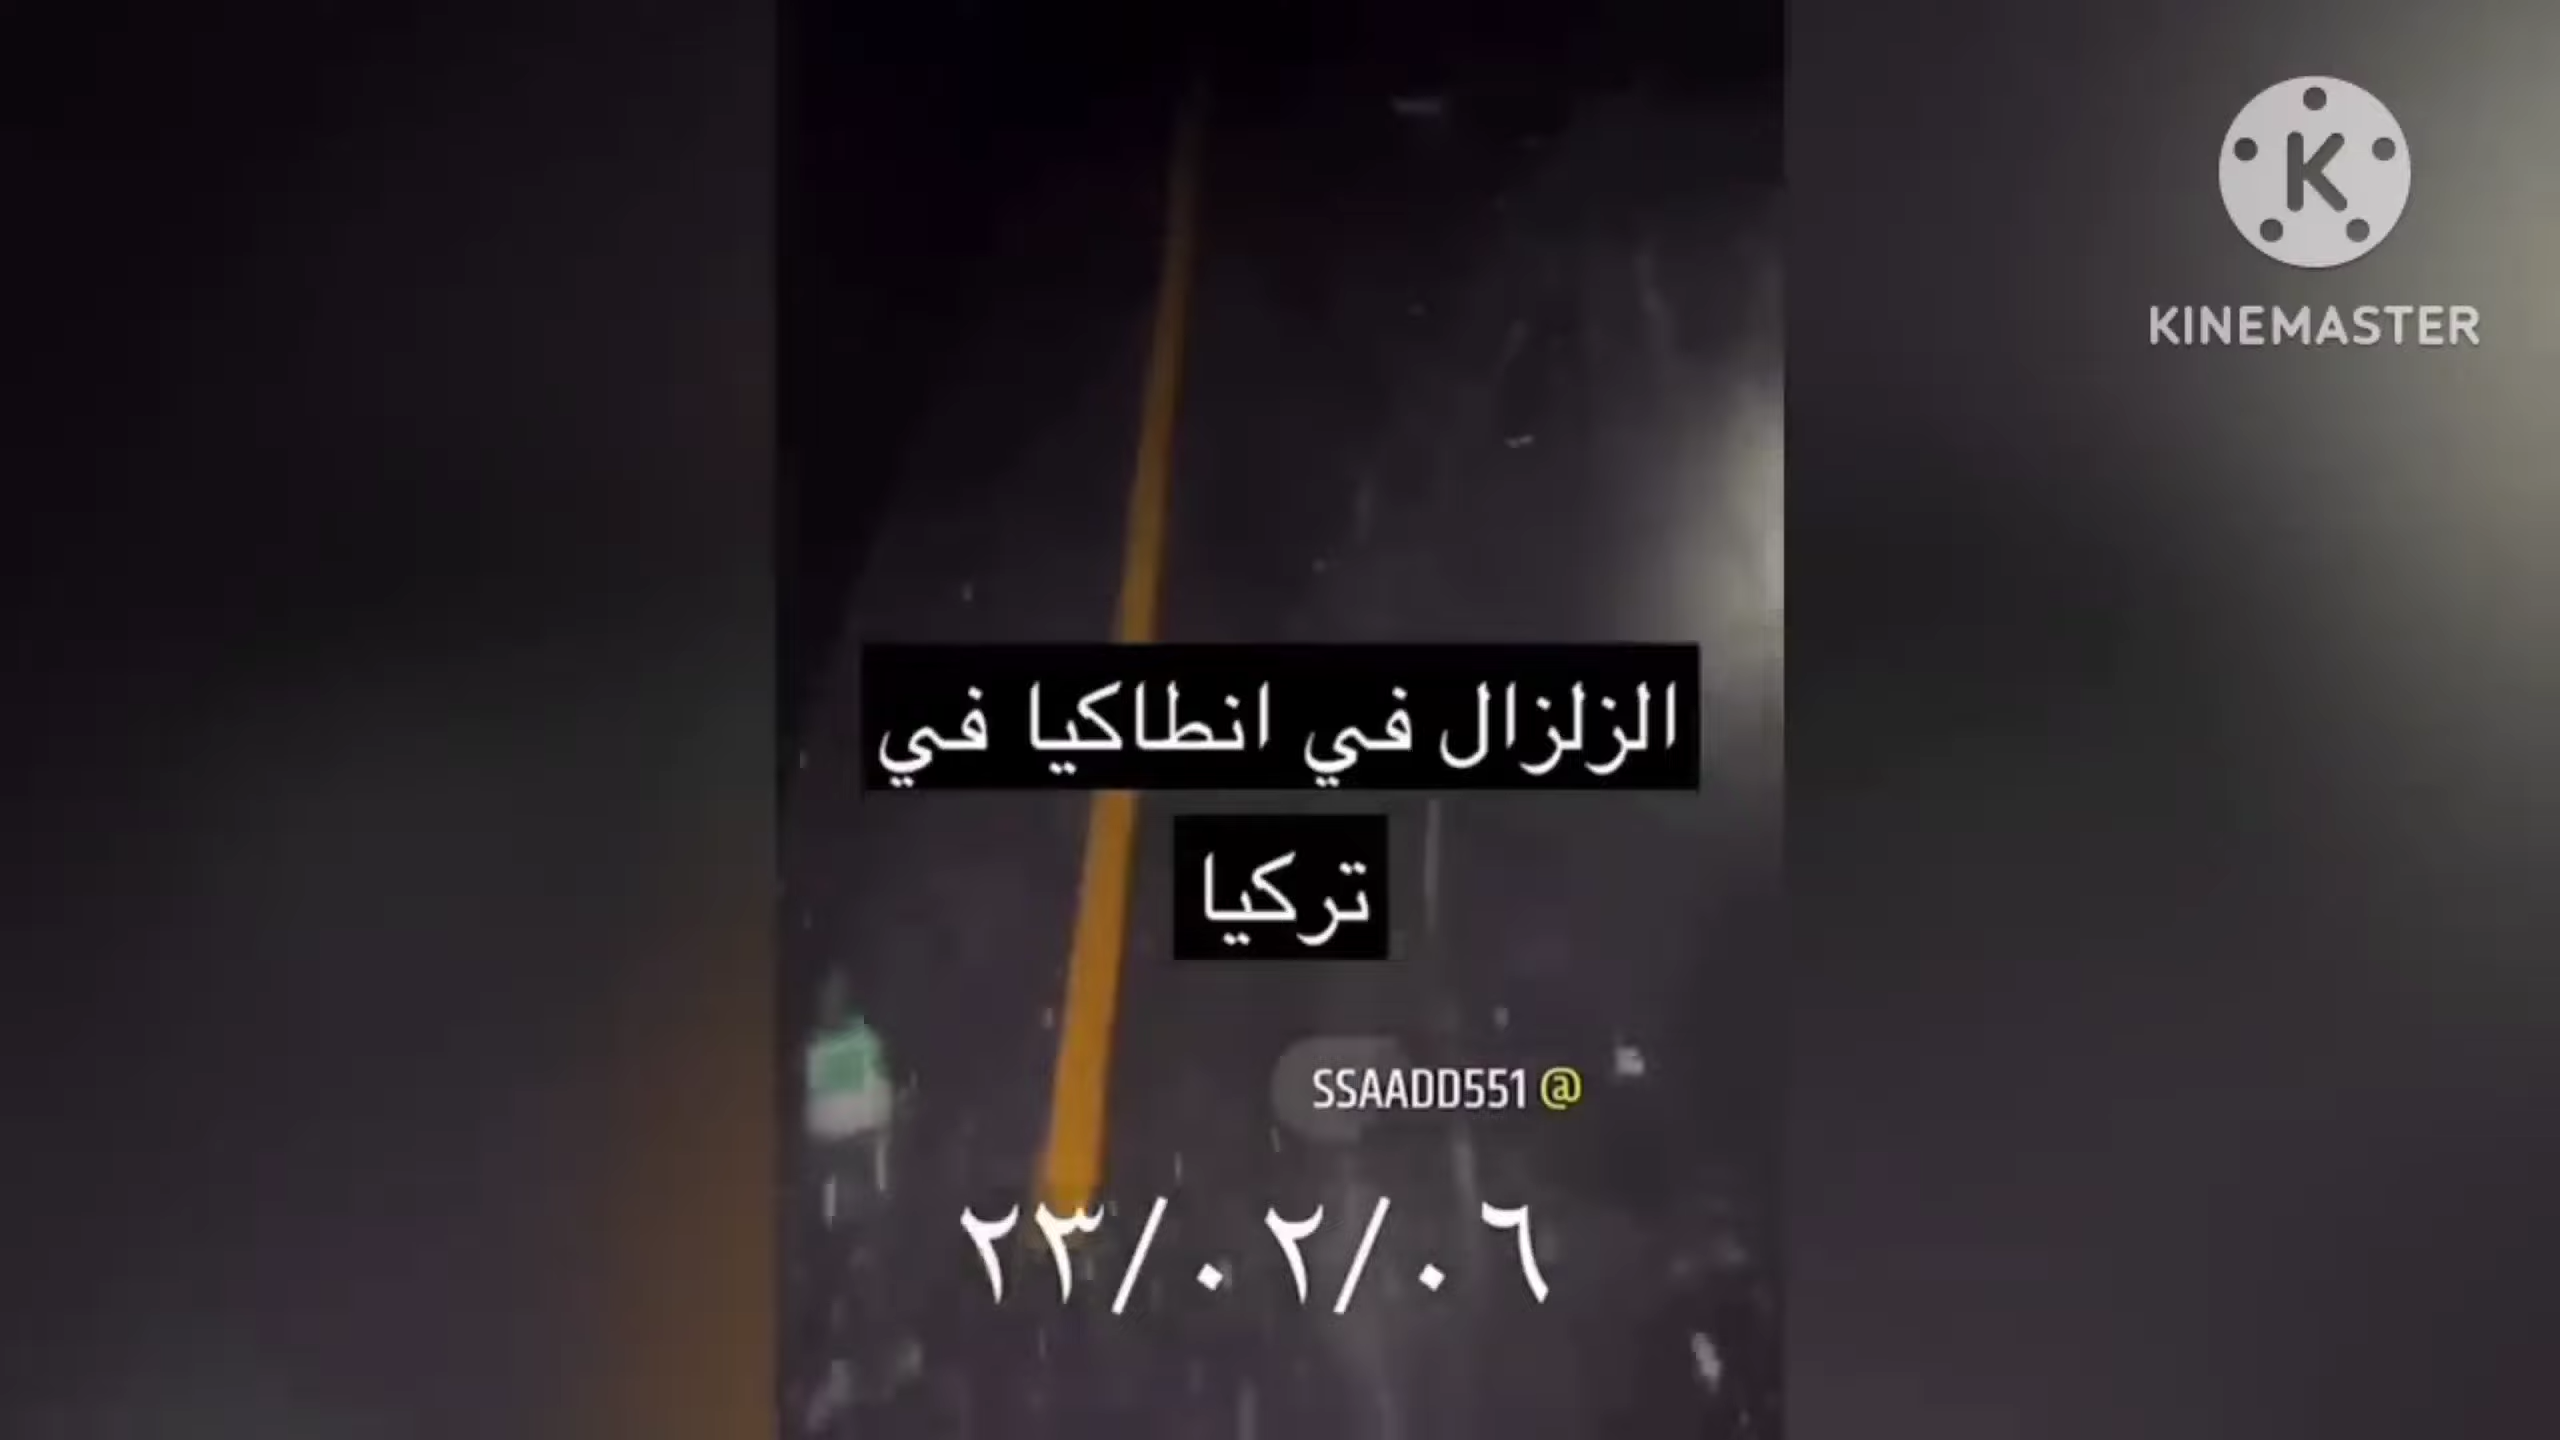 KINEMASTER
الزلزال في انطاكيا في
تركيا
SSAADD551 @
٢٣/٠٢/٠٦